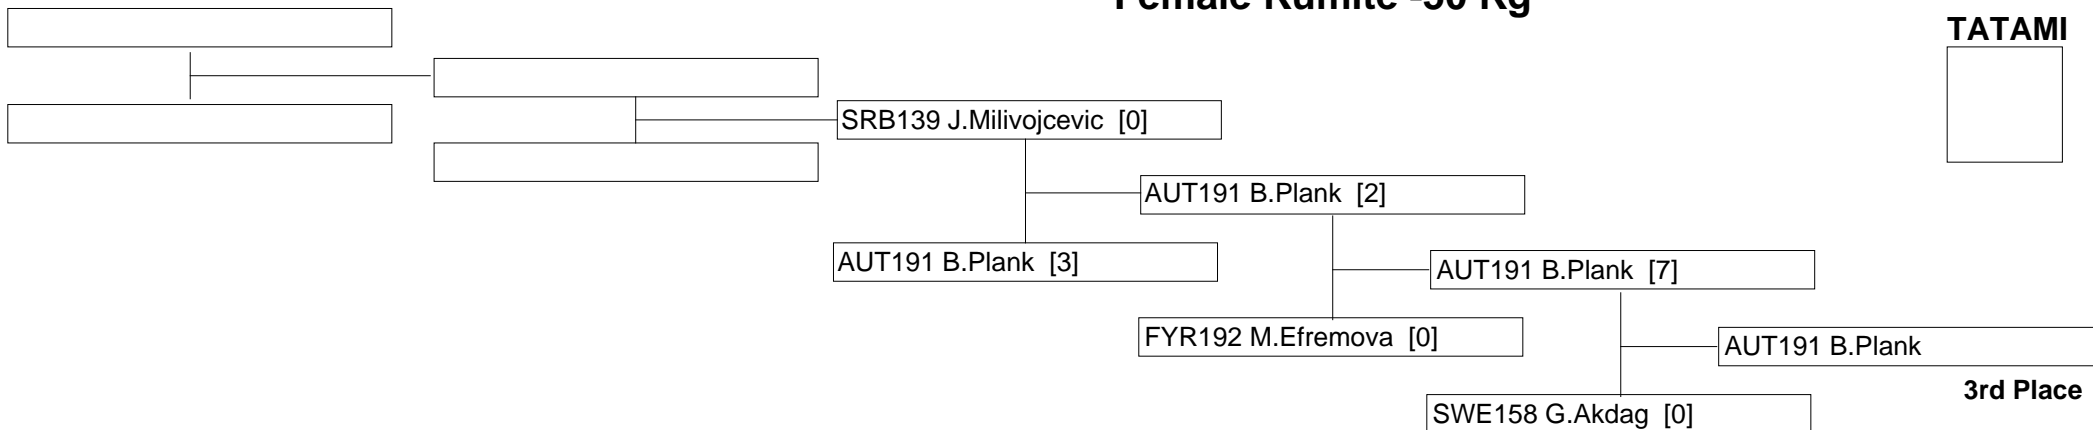 Female Kumite -50 Kg
TATAMI
SRB139 J.Milivojcevic [0]
AUT191 B.Plank [2]
AUT191 B.Plank [3]
AUT191 B.Plank [7]
FYR192 M.Efremova [0]
AUT191 B.Plank
3rd Place
SWE158 G.Akdag [0]